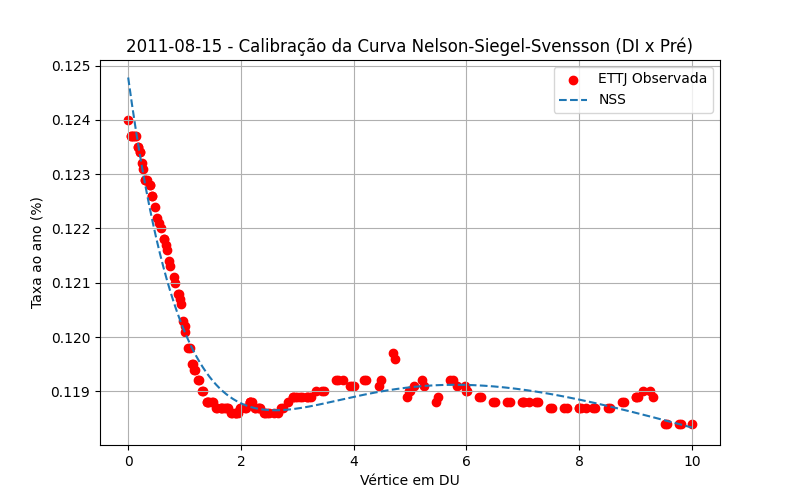 2011-08-15 - Calibração da Curva Nelson-Siegel-Svensson (DI x Pré)
ETTJ Observada
NSS
Taxa ao ano (%)
0.125
0.124
0.123
0.122
0.121
0.120
0.119
0 2 4 6 8 10
Vértice em DU